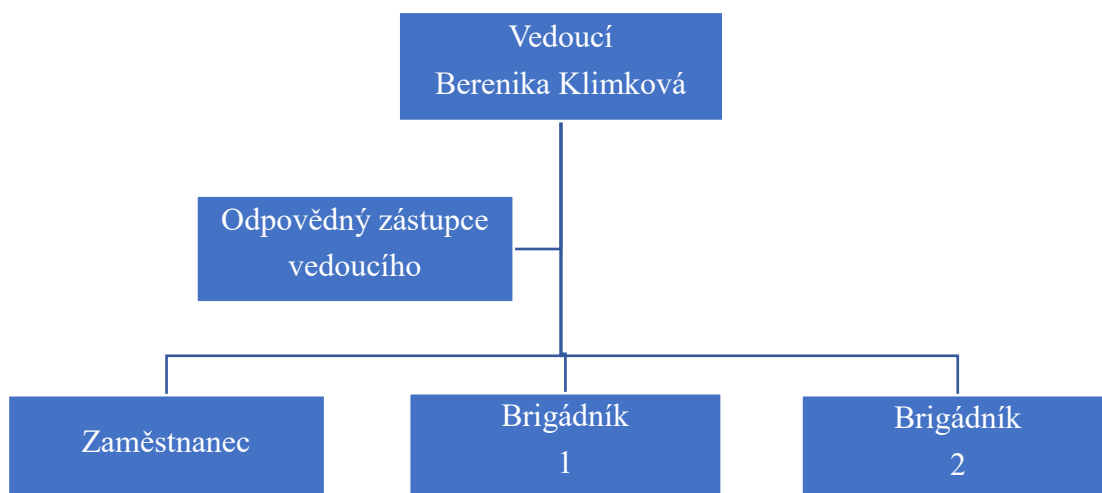 Vedoucí
Berenika Klimková
Odpovědný zástupce
vedoucího
Zaměstnanec
Brigádník
1
Brigádník
2